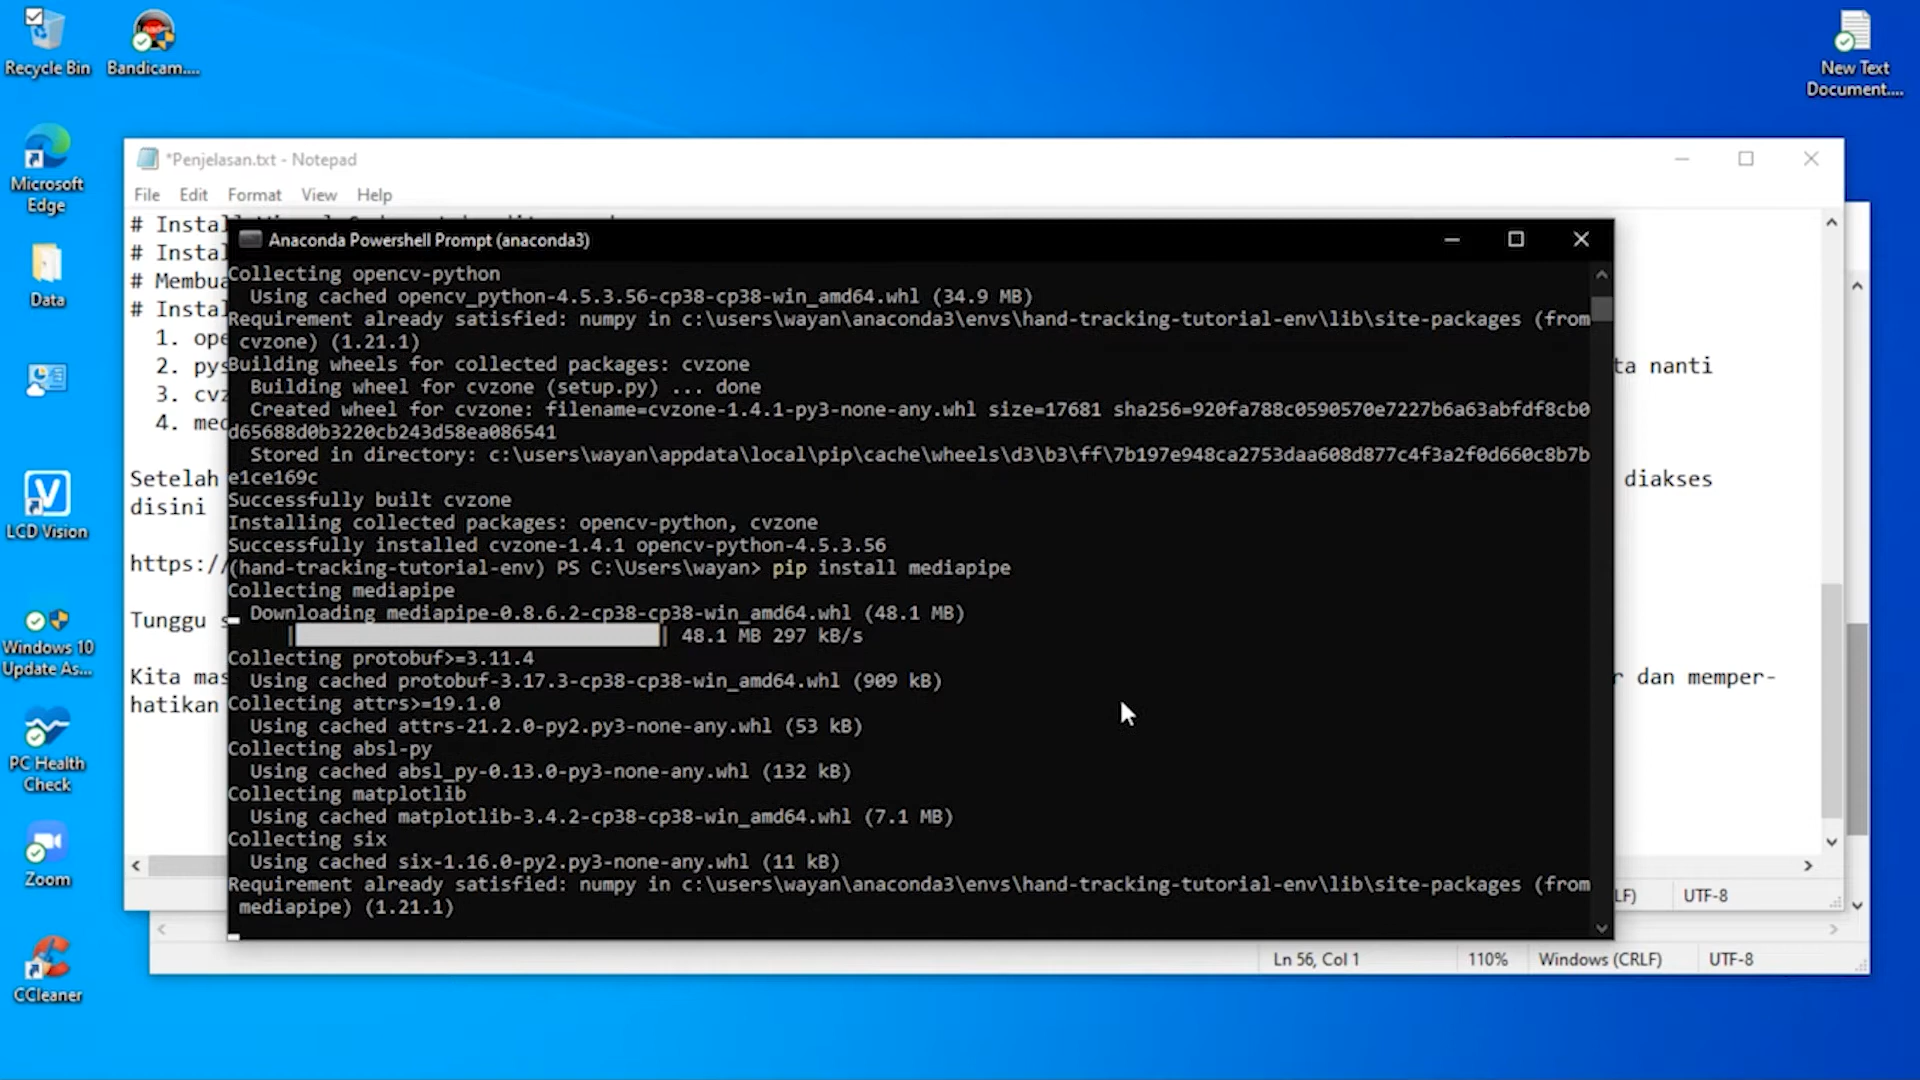 Recycle Bin
Bandicam....
New Text
Document....
Microsoft
Edge
Data
LCD Vision
Windows 10
Update As...
PC Health
Check
Zoom
CCleaner
*Penjelasan.txt - Notepad
File Edit Format View Help
# Instal
# Instal
# Membua
# Instal
1. ope
2. pys
ta nanti
3. cvz
4. med
Setelah
diakses
disini
https://
Tunggu s
Kita mas
r dan memper-
hatikan
LF) UTF-8
Anaconda Powershell Prompt (anaconda3)
Collecting opencv-python
Using cached opencv_python-4.5.3.56-cp38-cp38-win_amd64.whl (34.9 MB)
Requirement already satisfied: numpy in c:\users\wayan\anaconda3\envs\hand-tracking-tutorial-env\lib\site-packages (from
cvzone) (1.21.1)
Building wheels for collected packages: cvzone
Building wheel for cvzone (setup.py) ... done
Created wheel for cvzone: filename=cvzone-1.4.1-py3-none-any.whl size=17681 sha256=920fa788c0590570e7227b6a63abfdf8cb0
d65688d0b3220cb243d58ea086541
Stored in directory: c:\users\wayan\appdata\local\pip\cache\wheels\d3\b3\ff\7b197e948ca2753daa608d877c4f3a2f0d660c8b7b
e1ce169c
Successfully built cvzone
Installing collected packages: opencv-python, cvzone
Successfully installed cvzone-1.4.1 opencv-python-4.5.3.56
(hand-tracking-tutorial-env) PS C:\Users\wayan> pip install mediapipe
Collecting mediapipe
Downloading mediapipe-0.8.6.2-cp38-cp38-win_amd64.whl (48.1 MB)
| | 48.1 MB 297 kB/s
Collecting protobuf>=3.11.4
Using cached protobuf-3.17.3-cp38-cp38-win_amd64.whl (909 kB)
Collecting attrs>=19.1.0
Using cached attrs-21.2.0-py2.py3-none-any.whl (53 kB)
Collecting absl-py
Using cached absl_py-0.13.0-py3-none-any.whl (132 kB)
Collecting matplotlib
Using cached matplotlib-3.4.2-cp38-cp38-win_amd64.whl (7.1 MB)
Collecting six
Using cached six-1.16.0-py2.py3-none-any.whl (11 kB)
Requirement already satisfied: numpy in c:\users\wayan\anaconda3\envs\hand-tracking-tutorial-env\lib\site-packages (from
mediapipe) (1.21.1)
Ln 56, Col 1 110% Windows (CRLF) UTF-8